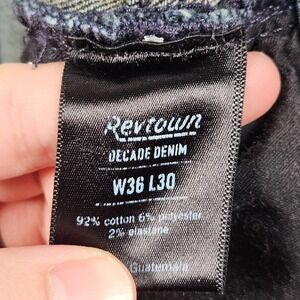 Revtown
DECADE DENIM
W36 L30
92% cotton 6% polyester
2% elastane
Guatemala